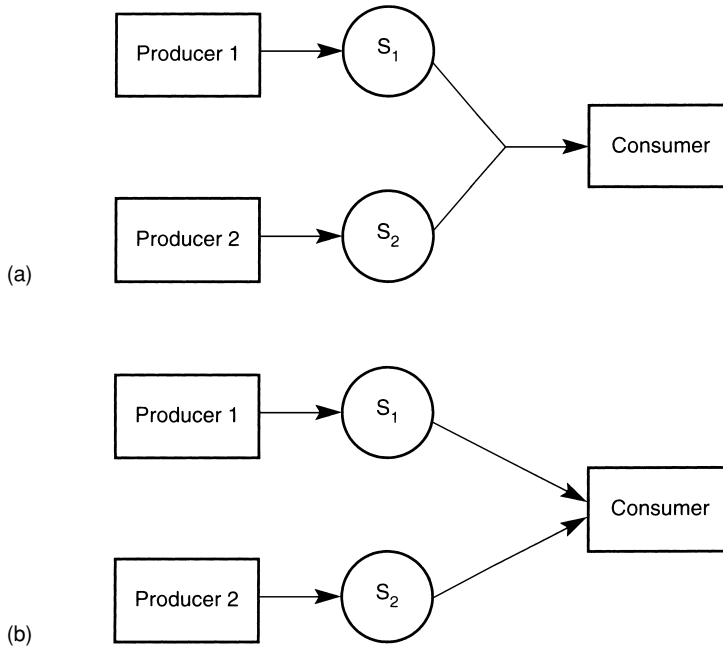 Producer 1
S1
Consumer
Producer 2
S2
(a)
Producer 1
S1
Consumer
Producer 2
S2
(b)